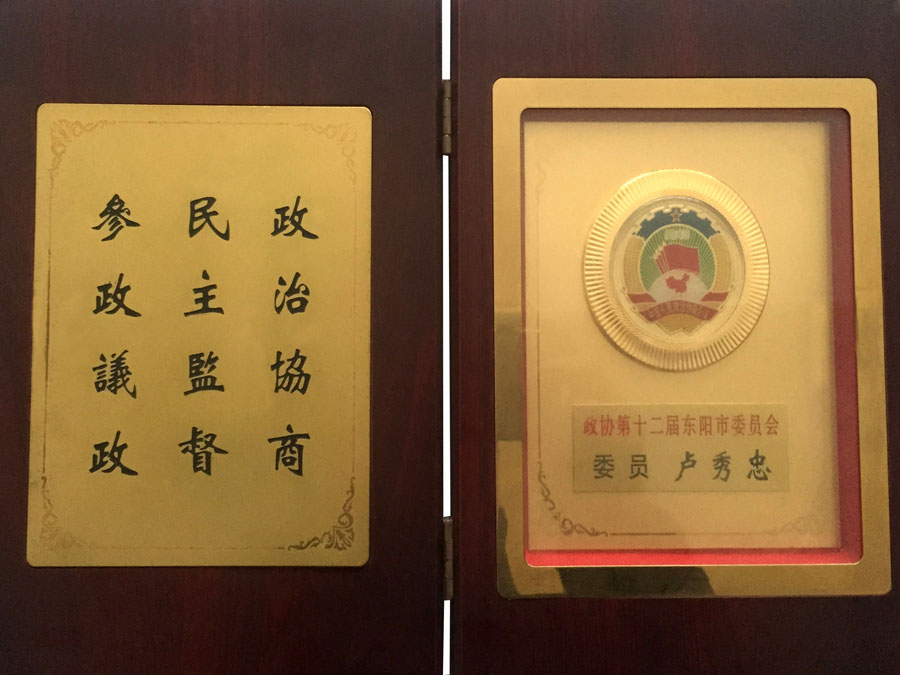 政治協商
民主監督
參政議政
政协第十二届东阳市委员会
委员 卢秀忠